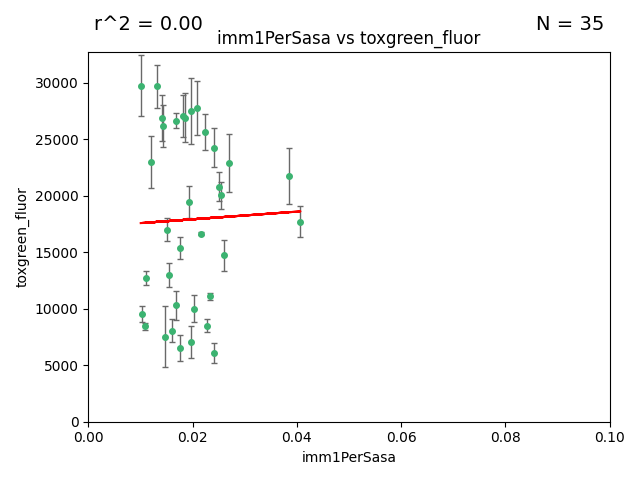 r^2 = 0.00
N = 35
imm1PerSasa vs toxgreen_fluor
toxgreen_fluor
30000
25000
20000
15000
10000
5000
0
0.00
0.02
0.04
0.06
0.08
0.10
imm1PerSasa